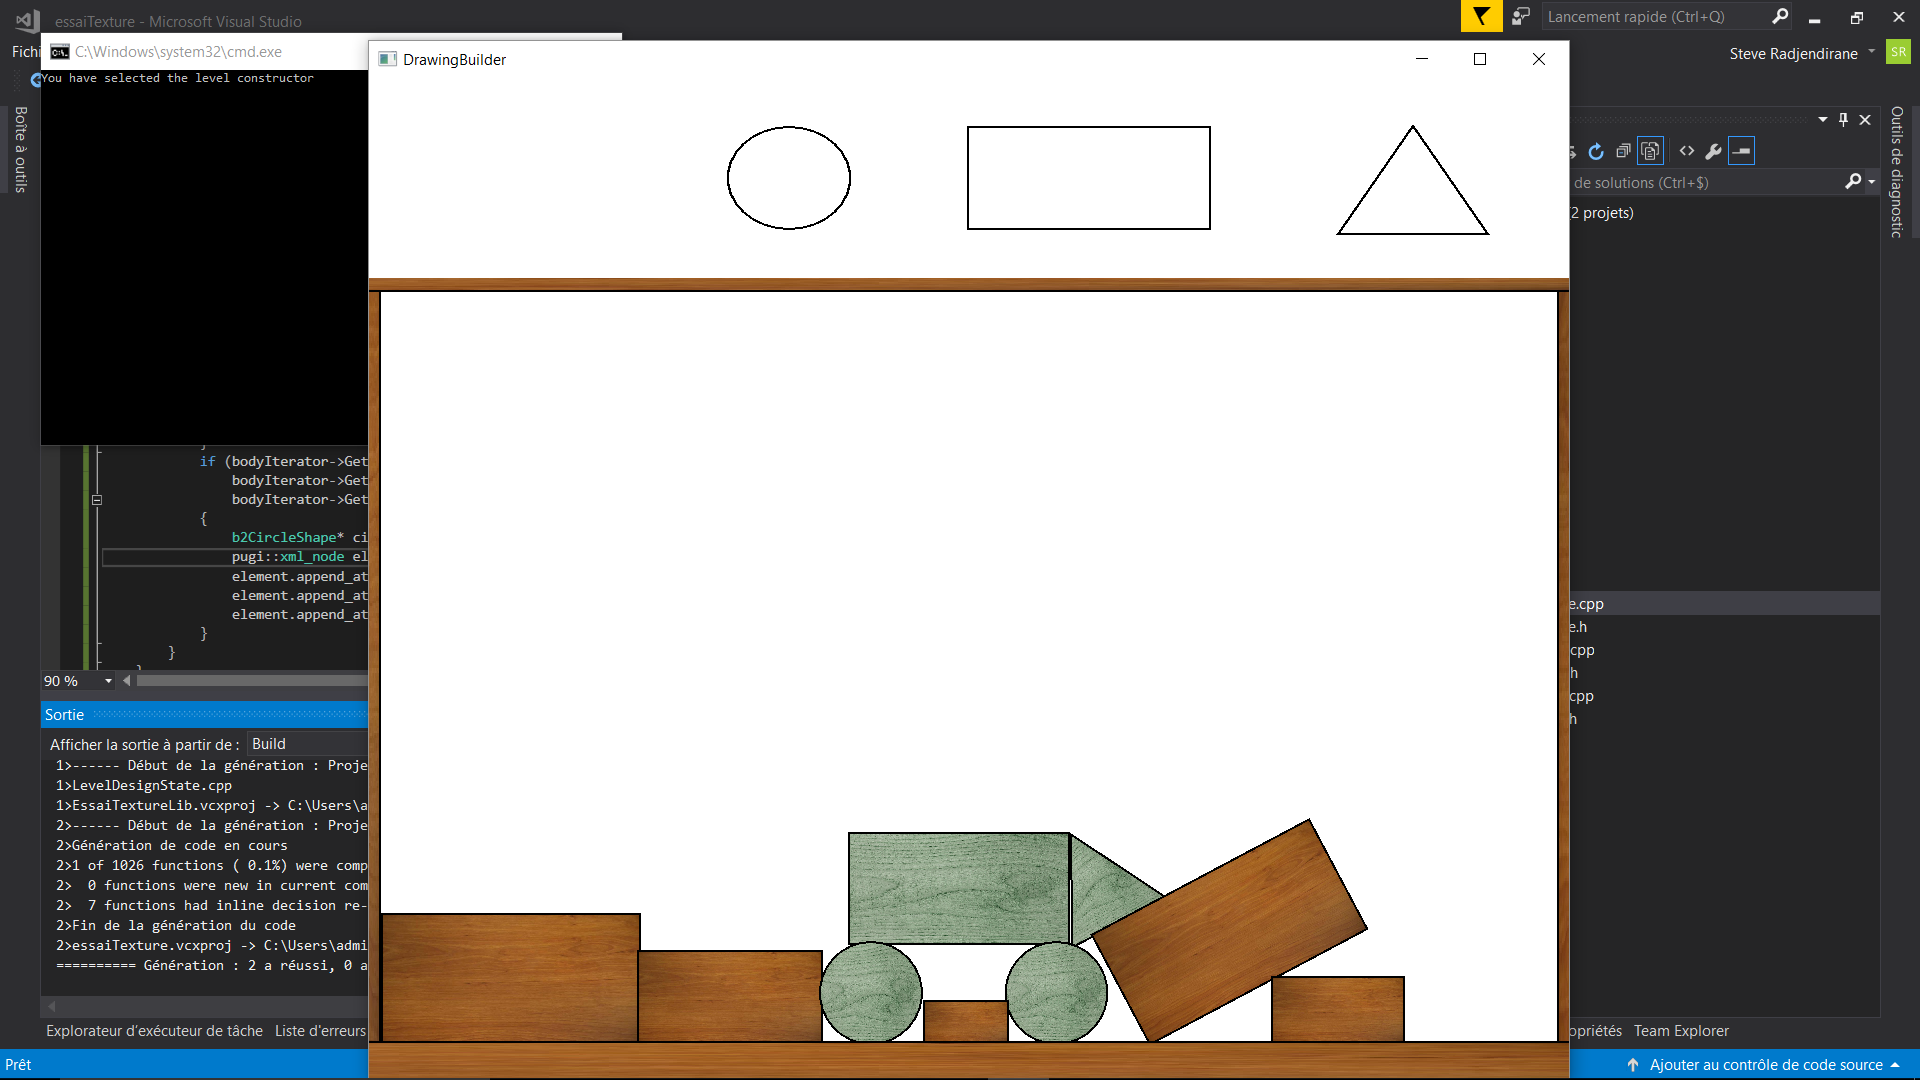 essaiTexture - Microsoft Visual Studio
Lancement rapide (Ctrl+Q)
Fichi
Steve Radjendirane
SR
C:\Windows\system32\cmd.exe
You have selected the level constructor
DrawingBuilder
Boîte à outils
Outils de diagnostic
de solutions (Ctrl+$)
(2 projets)
e.cpp
e.h
cpp
h
cpp
h
if (bodyIterator->Get
bodyIterator->Get
bodyIterator->Get
{
b2CircleShape* ci
pugi::xml_node el
element.append_at
element.append_at
element.append_at
}
}
90 %
Sortie
Afficher la sortie à partir de : Build
1>------ Début de la génération : Proje
1>LevelDesignState.cpp
1>EssaiTextureLib.vcxproj -> C:\Users\a
2>------ Début de la génération : Proje
2>Génération de code en cours
2>1 of 1026 functions ( 0.1%) were comp
2>  0 functions were new in current com
2>  7 functions had inline decision re-
2>Fin de la génération du code
2>essaiTexture.vcxproj -> C:\Users\admi
========== Génération : 2 a réussi, 0 a
Explorateur d'exécuteur de tâche Liste d'erreurs
opriétés Team Explorer
Prêt
Ajouter au contrôle de code source